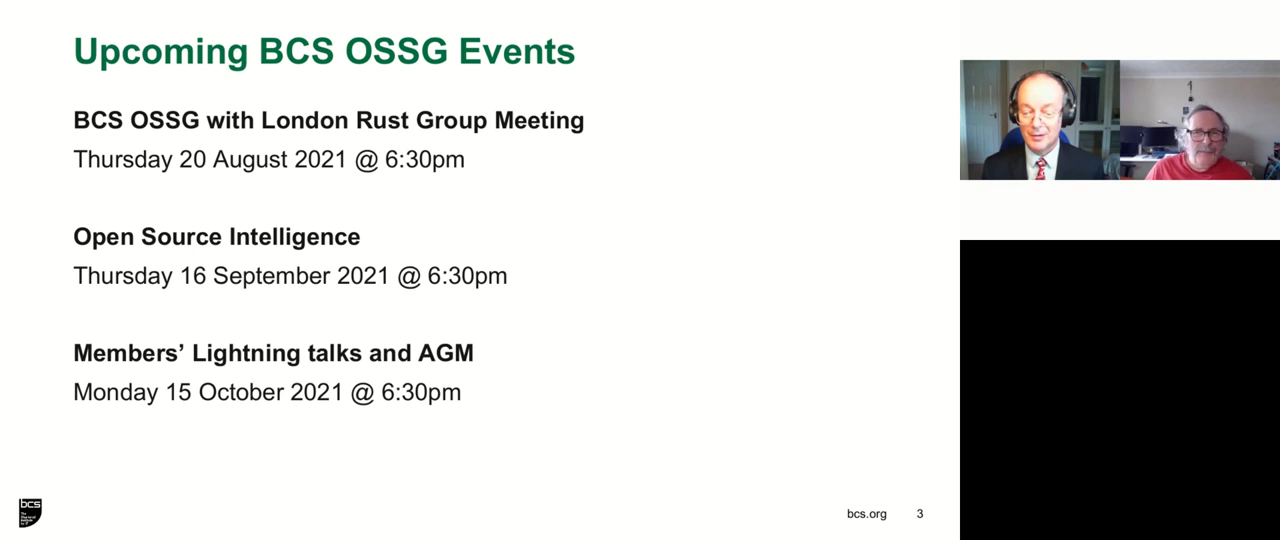 Upcoming BCS OSSG Events
BCS OSSG with London Rust Group Meeting
Thursday 20 August 2021 @ 6:30pm
Open Source Intelligence
Thursday 16 September 2021 @ 6:30pm
Members’ Lightning talks and AGM
Monday 15 October 2021 @ 6:30pm
bcs
bcs.org 3